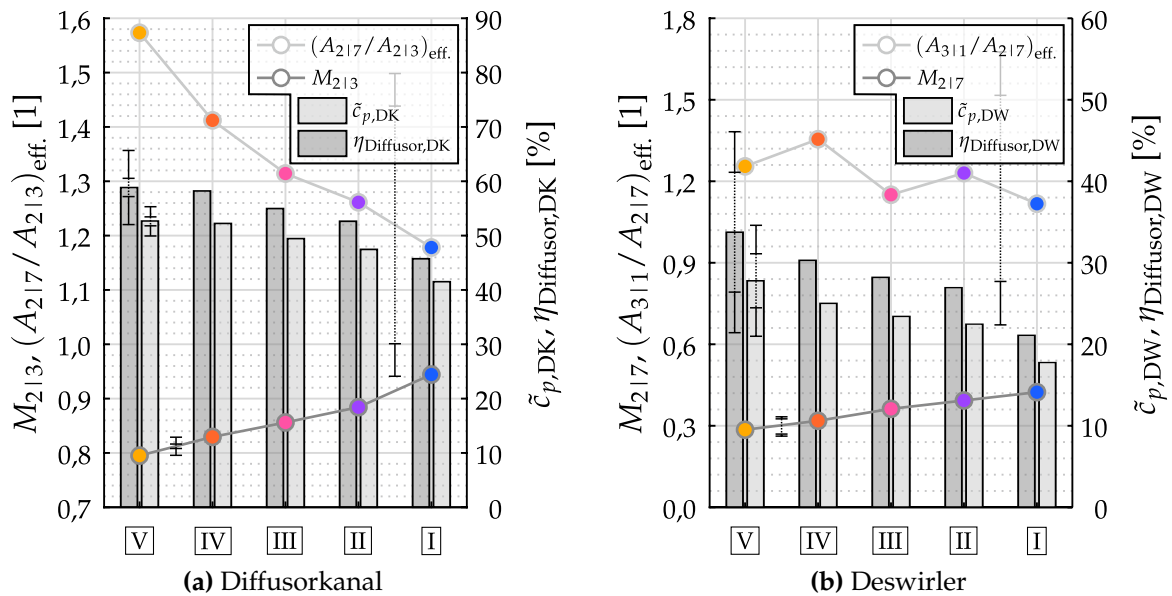 1,6
1,5
1,4
1,3
1,2
1,1
1,0
0,9
0,8
0,7
M₂|₃, (A₂|₇/A₂|₃)eff. [1]
(A₂|₇/A₂|₃)eff.
M₂|₃
c̃p,DK
ηDiffusor,DK
90
80
70
60
50
40
30
20
10
0
c̃p,DK, ηDiffusor,DK [%]
V IV III II I
(a) Diffusorkanal
1,8
1,5
1,2
0,9
0,6
0,3
0,0
M₂|₇, (A₃|₁/A₂|₇)eff. [1]
(A₃|₁/A₂|₇)eff.
M₂|₇
c̃p,DW
ηDiffusor,DW
60
50
40
30
20
10
0
c̃p,DW, ηDiffusor,DW [%]
V IV III II I
(b) Deswirler